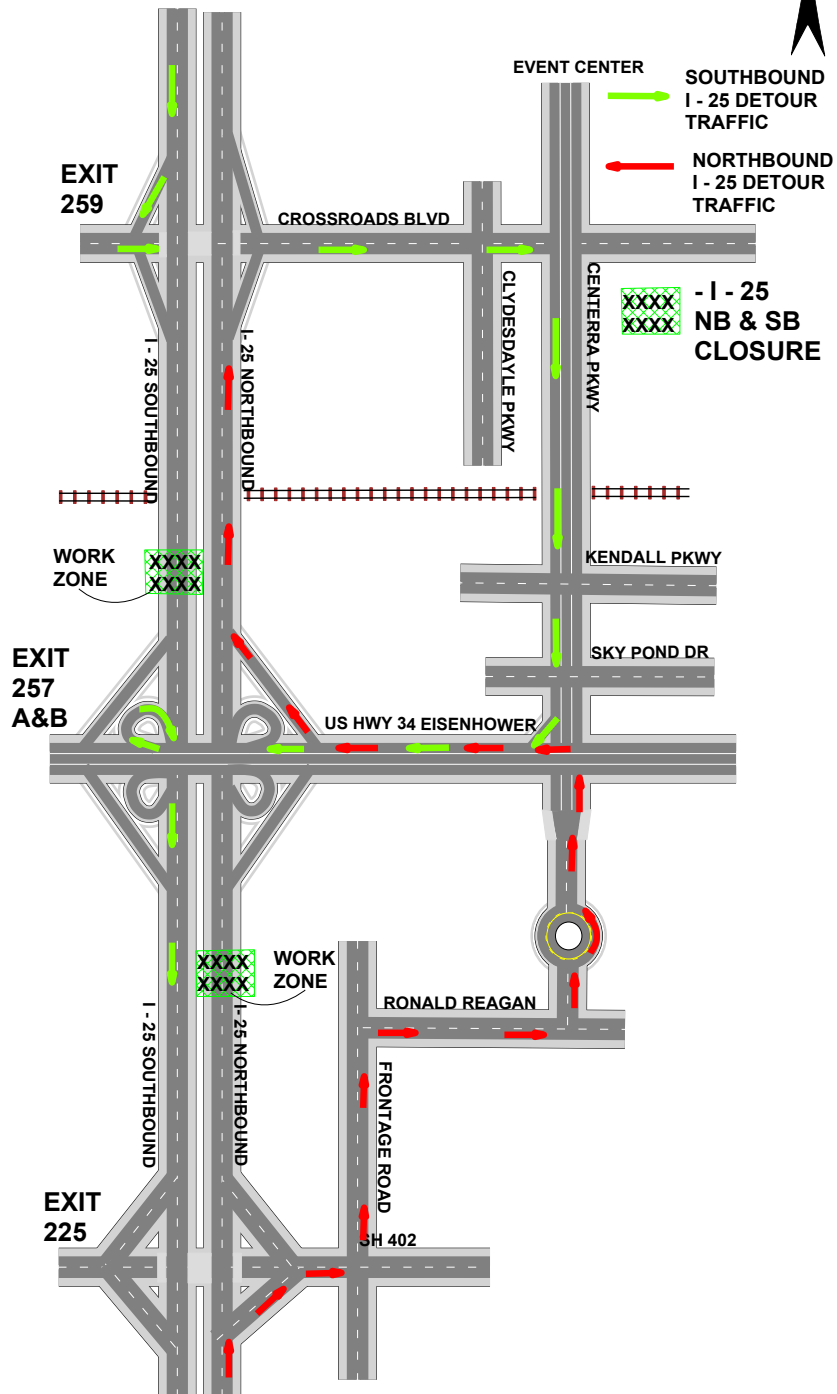 EVENT CENTER
SOUTHBOUND
I - 25 DETOUR
TRAFFIC
NORTHBOUND
I - 25 DETOUR
TRAFFIC
EXIT
259
CROSSROADS BLVD
CLYDESDAYLE PKWY
CENTERRA PKWY
XXXX
XXXX
- I - 25
NB & SB
CLOSURE
I - 25 SOUTHBOUND
I - 25 NORTHBOUND
WORK
ZONE
XXXX
XXXX
KENDALL PKWY
SKY POND DR
EXIT
257
A&B
US HWY 34 EISENHOWER
XXXX
XXXX
WORK
ZONE
RONALD REAGAN
I - 25 SOUTHBOUND
I - 25 NORTHBOUND
FRONTAGE ROAD
EXIT
225
SH 402